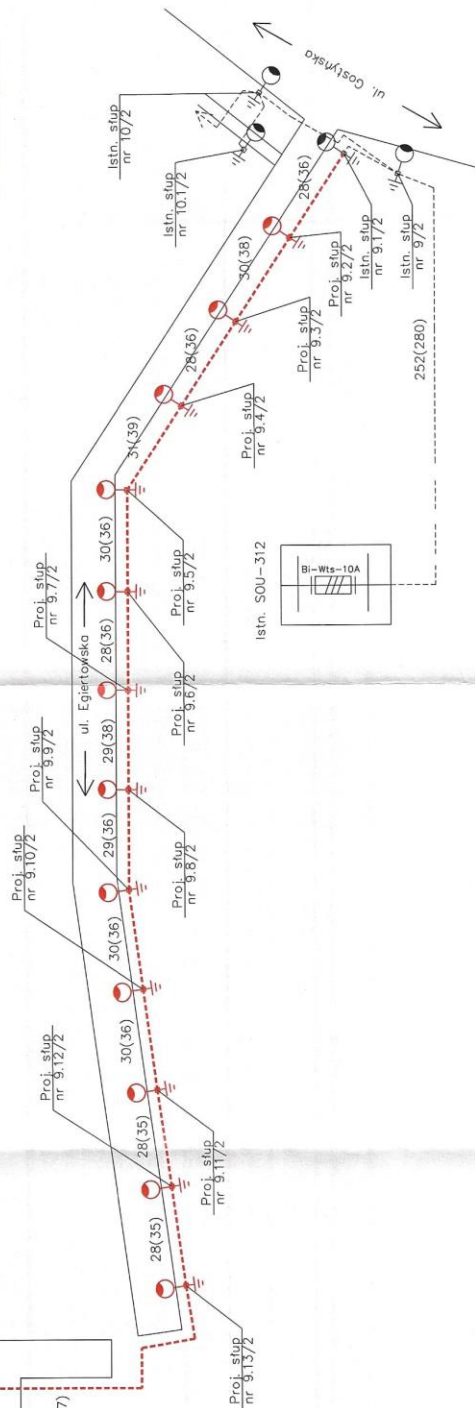 ul. Gostyńska
Istn. słup
nr 10/2
Istn. słup
nr 10.1/2
28(36)
30(38)
28(36)
31(39)
30(36)
28(36)
29(38)
29(36)
30(36)
30(36)
28(35)
28(35)
Istn. słup
nr 9/2
Istn. słup
nr 9.1/2
Proj. słup
nr 9.2/2
Proj. słup
nr 9.3/2
Proj. słup
nr 9.4/2
Proj. słup
nr 9.5/2
Proj. słup
nr 9.6/2
Proj. słup
nr 9.7/2
ul. Egiertowska
Proj. słup
nr 9.8/2
Proj. słup
nr 9.9/2
Proj. słup
nr 9.10/2
Proj. słup
nr 9.11/2
Proj. słup
nr 9.12/2
Proj. słup
nr 9.13/2
252(280)
Istn. SOU-312
Bi-Wts-10A
7)